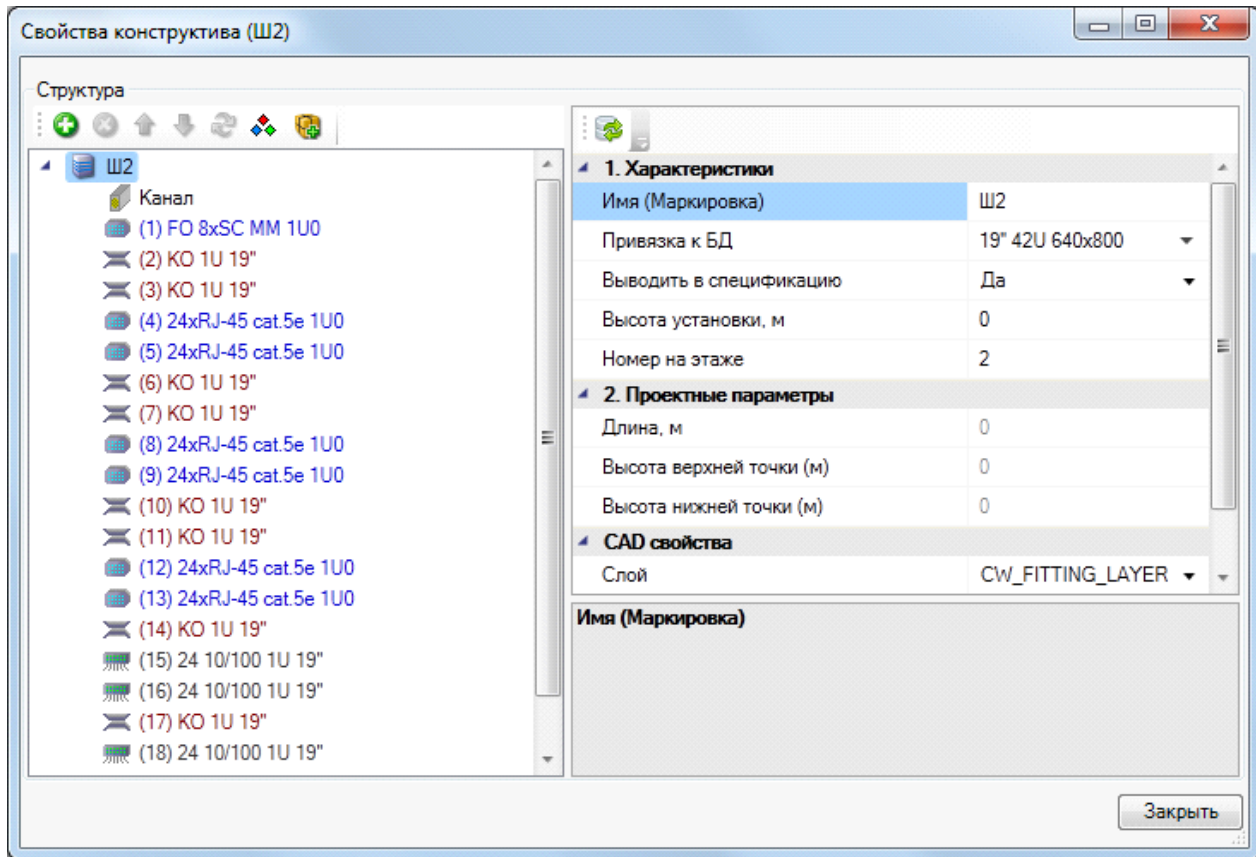 Свойства конструктива (Ш2)
Структура
Ш2
Канал
(1) FO 8xSC MM 1U0
(2) КО 1U 19"
(3) КО 1U 19"
(4) 24xRJ-45 cat.5e 1U0
(5) 24xRJ-45 cat.5e 1U0
(6) КО 1U 19"
(7) КО 1U 19"
(8) 24xRJ-45 cat.5e 1U0
(9) 24xRJ-45 cat.5e 1U0
(10) КО 1U 19"
(11) КО 1U 19"
(12) 24xRJ-45 cat.5e 1U0
(13) 24xRJ-45 cat.5e 1U0
(14) КО 1U 19"
(15) 24 10/100 1U 19"
(16) 24 10/100 1U 19"
(17) КО 1U 19"
(18) 24 10/100 1U 19"
1. Характеристики
Имя (Маркировка) Ш2
Привязка к БД 19" 42U 640x800
Выводить в спецификацию Да
Высота установки, м 0
Номер на этаже 2
2. Проектные параметры
Длина, м 0
Высота верхней точки (м) 0
Высота нижней точки (м) 0
CAD свойства
Слой CW_FITTING_LAYER
Имя (Маркировка)
Закрыть